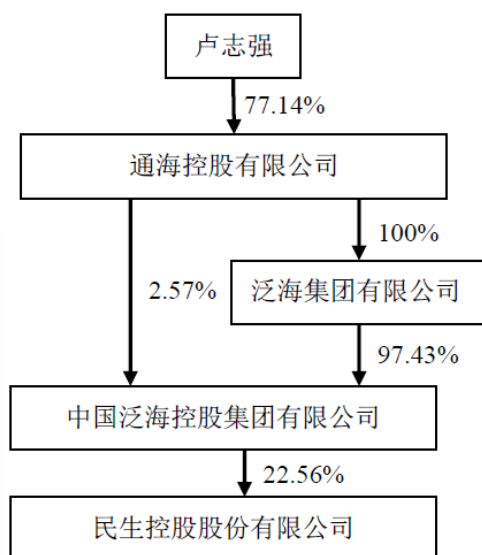 卢志强
77.14%
通海控股有限公司
100%
2.57%
泛海集团有限公司
97.43%
中国泛海控股集团有限公司
22.56%
民生控股股份有限公司